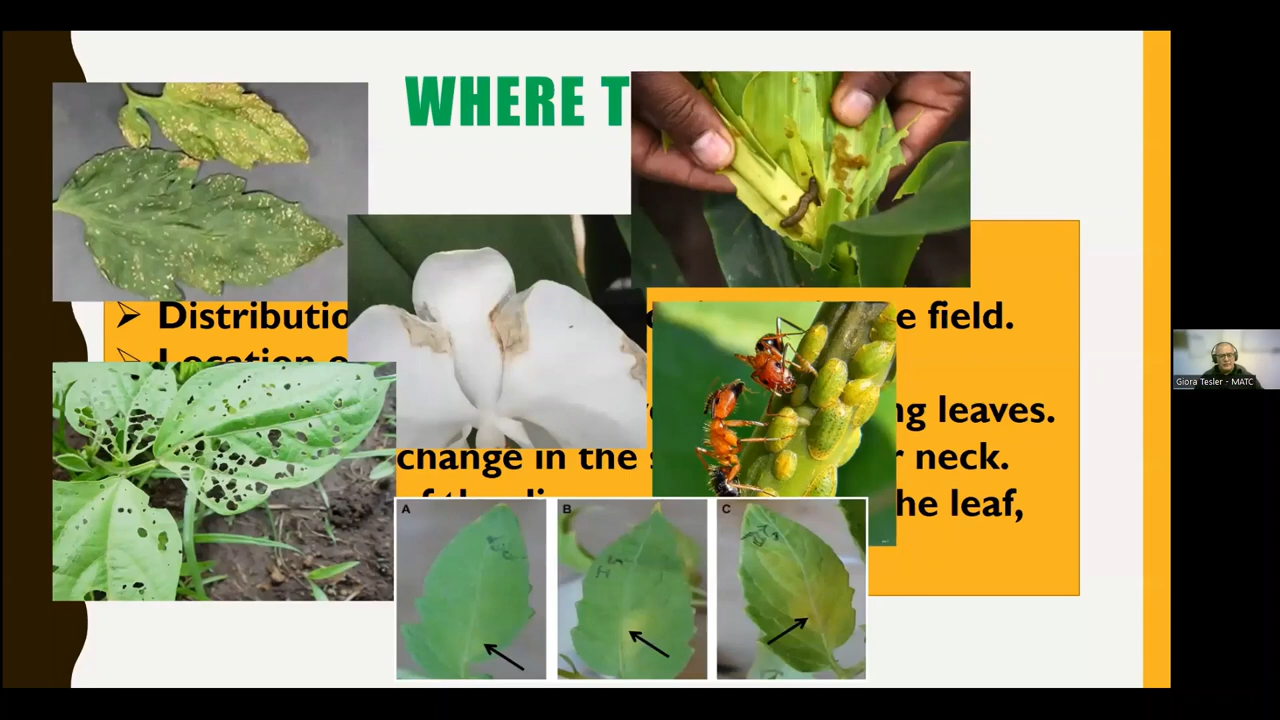 WHERE T
➢ Distributio e field.
➢ Location o
ng leaves.
change in the neck.
he leaf,
A
B
C
Giora Tesler - MATC